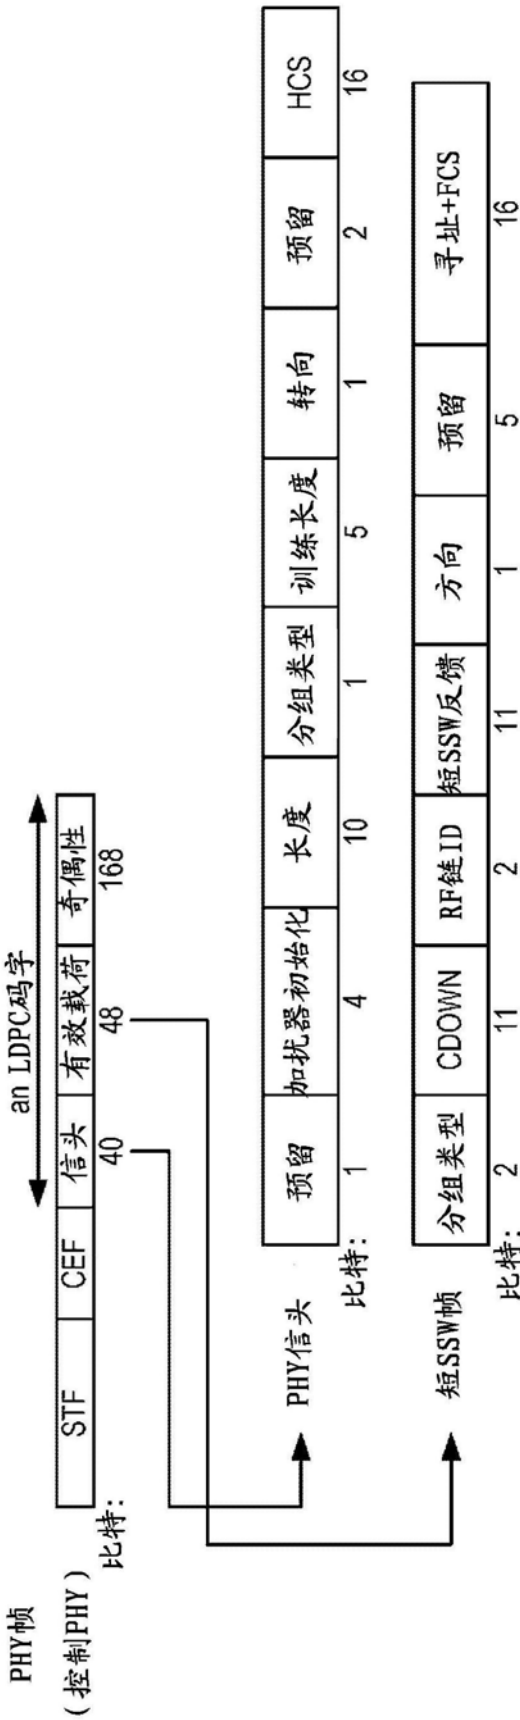 PHY帧
(控制PHY)
an LDPC码字
STF CEF 信头 有效载荷 奇偶性
比特: 40 48 168
PHY信头
预留 加扰器初始化 长度 分组类型 训练长度 转向 预留 HCS
比特: 1 4 10 1 5 1 2 16
短SSW帧
分组类型 CDOWN RF链ID 短SSW反馈 方向 预留 寻址+FCS
比特: 2 11 2 11 1 5 16